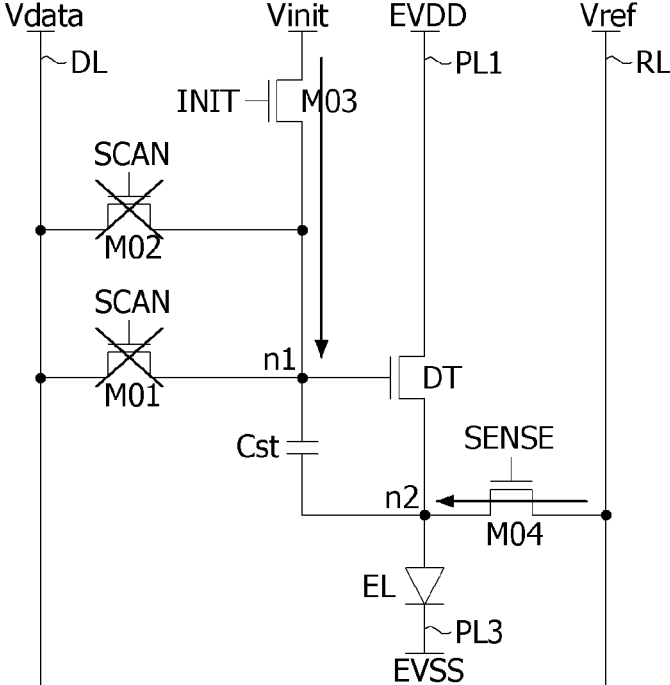 Vdata Vinit EVDD Vref
DL PL1 RL
INIT M03
SCAN
M02
SCAN
M01
n1 DT
Cst SENSE
n2
M04
EL
PL3
EVSS